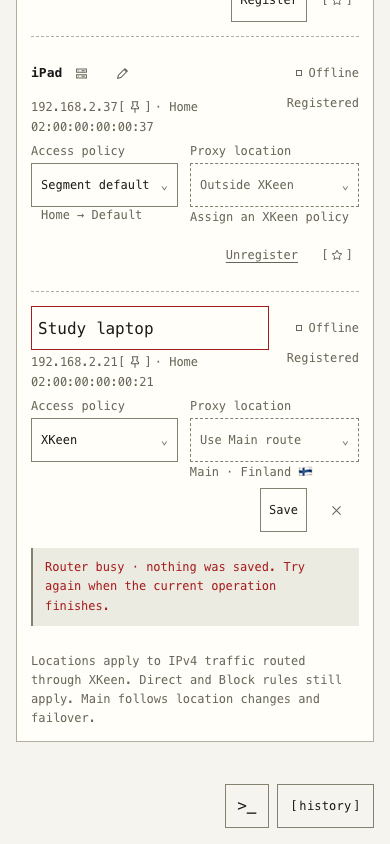 Register [☆]
iPad Offline
192.168.2.37[ ]· Home Registered
02:00:00:00:00:37
Access policy Proxy location
Segment default Outside XKeen
Home → Default Assign an XKeen policy
Unregister [☆]
Study laptop Offline
192.168.2.21[ ]· Home Registered
02:00:00:00:00:21
Access policy Proxy location
XKeen Use Main route
Main · Finland 🇫🇮
Save ×
Router busy · nothing was saved. Try
again when the current operation
finishes.
Locations apply to IPv4 traffic routed
through XKeen. Direct and Block rules still
apply. Main follows location changes and
failover.
>_ [history]